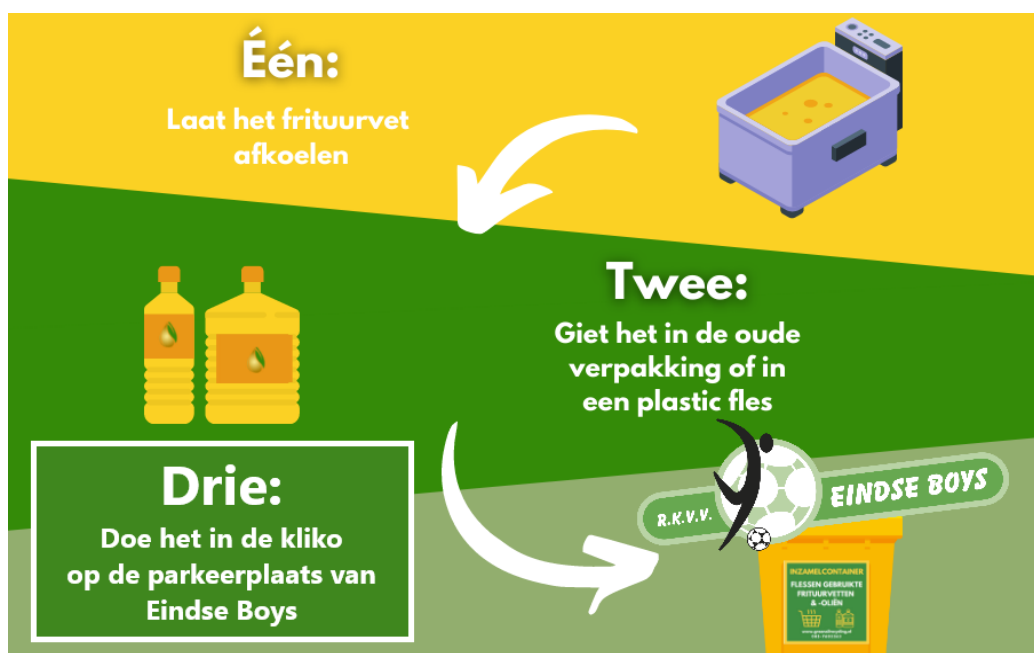 Één:
Laat het frituurvet
afkoelen
Twee:
Giet het in de oude
verpakking of in
een plastic fles
Drie:
Doe het in de kliko
op de parkeerplaats van
Eindse Boys
R.K.V.V.
EINDSE BOYS
INZAMELCONTAINER
FLESSEN GEBRUIKTE
FRITUURVETTEN
& -OLIËN